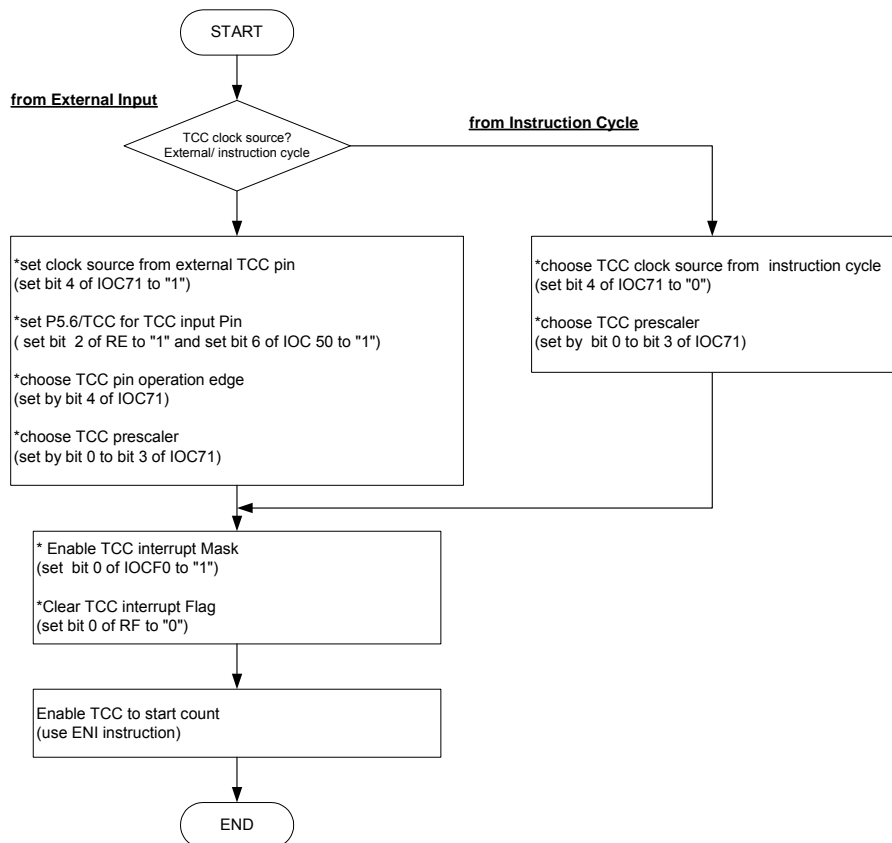 START
from External Input
TCC clock source?
External/ instruction cycle
from Instruction Cycle
*set clock source from external TCC pin
(set bit 4 of IOC71 to "1")
*set P5.6/TCC for TCC input Pin
( set bit  2 of RE to "1" and set bit 6 of IOC 50 to "1")
*choose TCC pin operation edge
(set by bit 4 of IOC71)
*choose TCC prescaler
(set by bit 0 to bit 3 of IOC71)
*choose TCC clock source from  instruction cycle
(set bit 4 of IOC71 to "0")
*choose TCC prescaler
(set by  bit 0 to bit 3 of IOC71)
* Enable TCC interrupt Mask
(set  bit 0 of IOCF0 to "1")
*Clear TCC interrupt Flag
(set bit 0 of RF to "0")
Enable TCC to start count
(use ENI instruction)
END